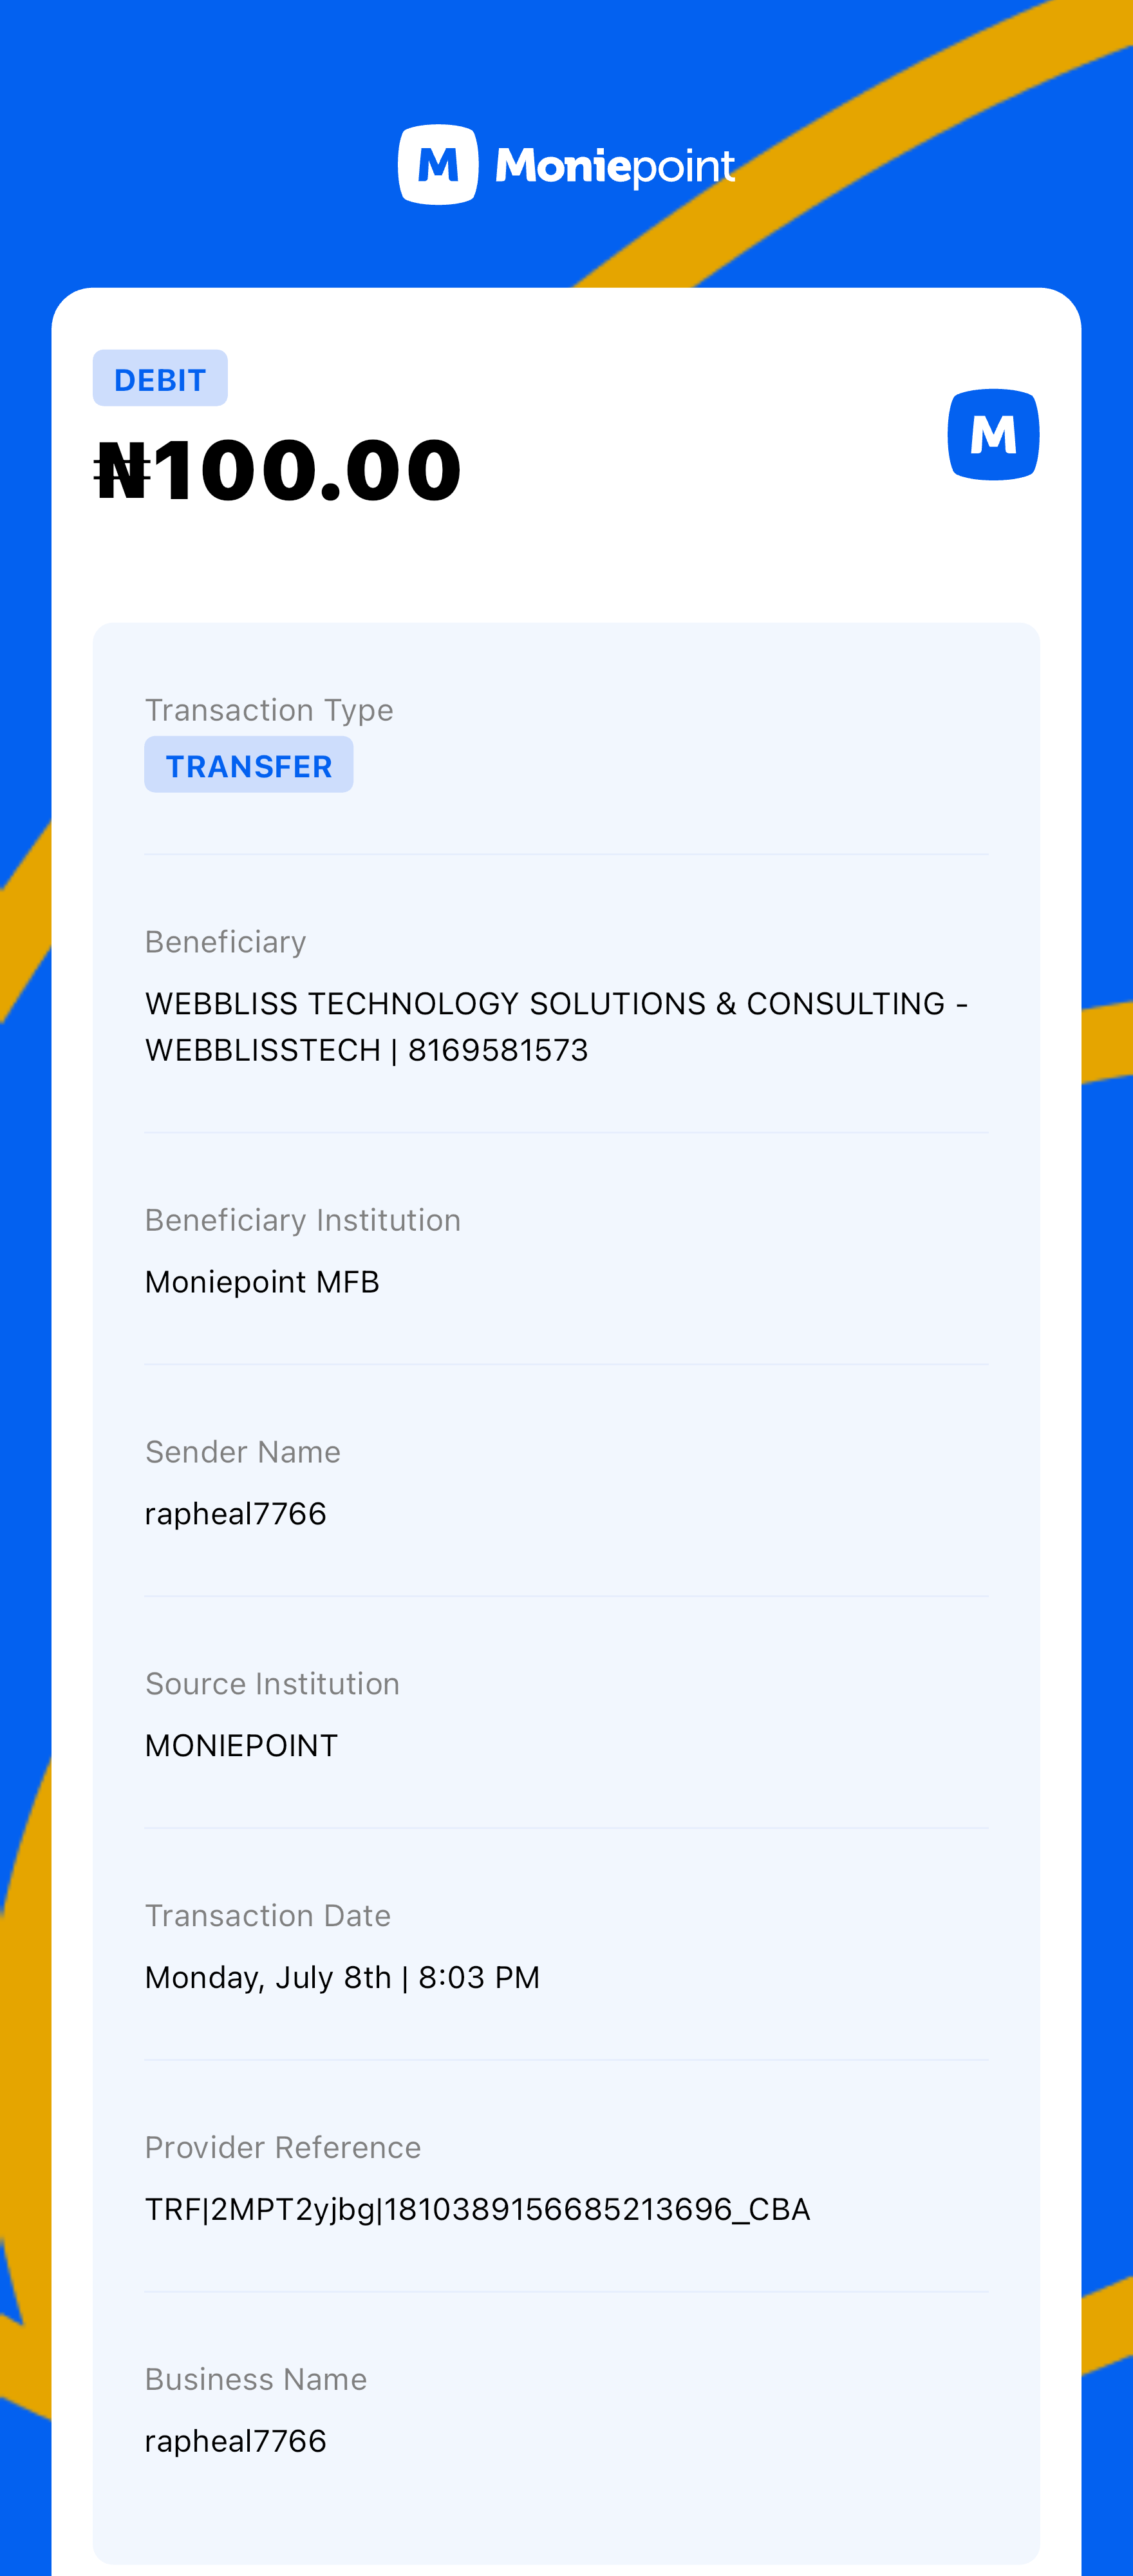 M Moniepoint
DEBIT
₦100.00
M
Transaction Type
TRANSFER
Beneficiary
WEBBLISS TECHNOLOGY SOLUTIONS & CONSULTING -
WEBBLISSTECH | 8169581573
Beneficiary Institution
Moniepoint MFB
Sender Name
rapheal7766
Source Institution
MONIEPOINT
Transaction Date
Monday, July 8th | 8:03 PM
Provider Reference
TRF|2MPT2yjbg|1810389156685213696_CBA
Business Name
rapheal7766